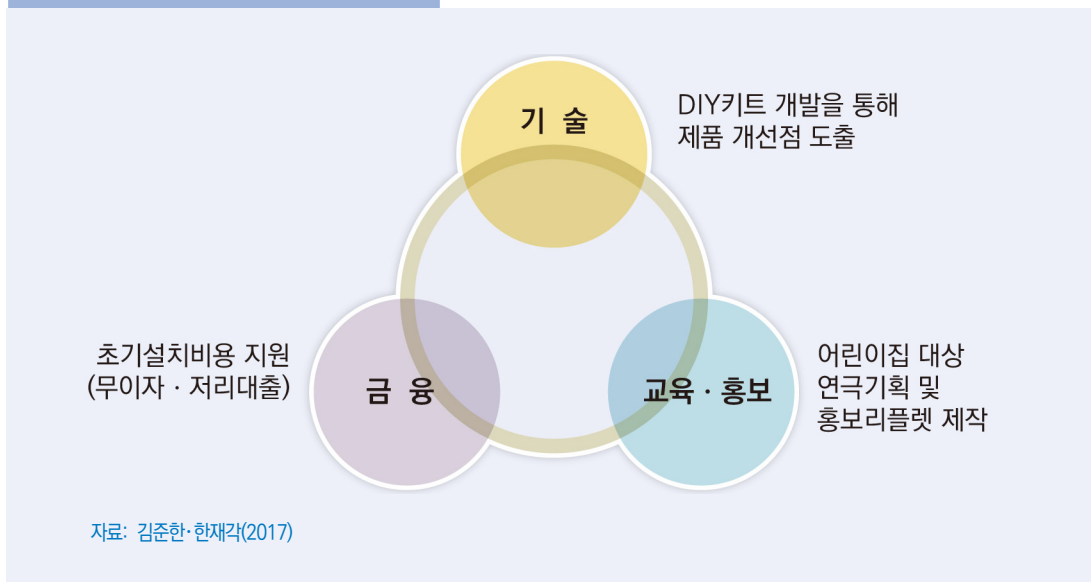 기 술
DIY키트 개발을 통해
제품 개선점 도출
초기설치비용 지원
(무이자 · 저리대출)
금 융
교육 · 홍보
어린이집 대상
연극기획 및
홍보리플렛 제작
자료: 김준한·한재각(2017)